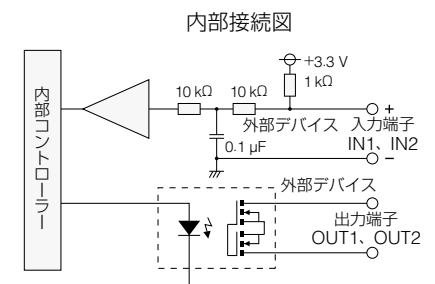 内部接続図
+3.3 V
1 kΩ
10 kΩ
10 kΩ
+
外部デバイス
入力端子
IN1、IN2
0.1 μF
−
内部コントローラー
外部デバイス
出力端子
OUT1、OUT2